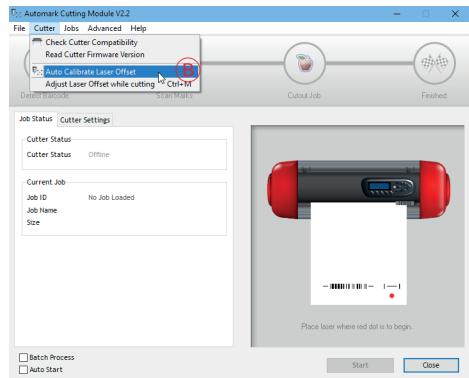 Automark Cutting Module V2.2
File Cutter Jobs Advanced Help
Check Cutter Compatibility
Read Cutter Firmware Version
Auto Calibrate Laser Offset
B
Adjust Laser Offset while cutting Ctrl+M
Detect Barcode Scan Marks Cutout Job Finished
Job Status Cutter Settings
Cutter Status
Cutter Status Offline
Current Job
Job ID No Job Loaded
Job Name
Size
Place laser where red dot is to begin.
Batch Process
Auto Start
Start Close